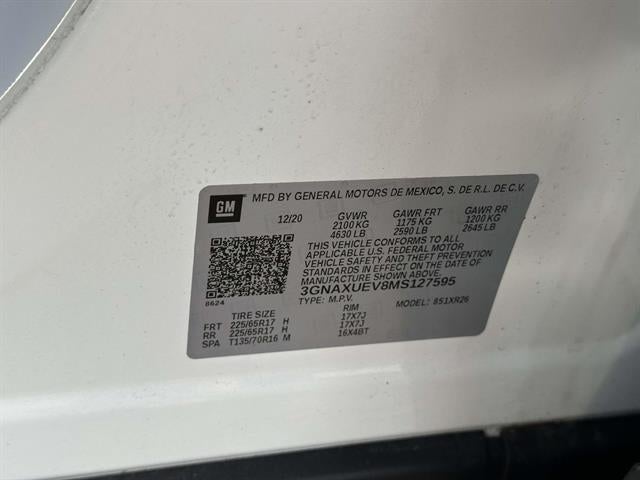 GM
MFD BY GENERAL MOTORS DE MEXICO, S. DE R.L. DE C.V.
12/20 GVWR GAWR FRT GAWR RR
2100 KG 1175 KG 1200 KG
4630 LB 2590 LB 2645 LB
THIS VEHICLE CONFORMS TO ALL
APPLICABLE U.S. FEDERAL MOTOR
VEHICLE SAFETY AND THEFT PREVENTION
STANDARDS IN EFFECT ON THE DATE OF
MANUFACTURE SHOWN ABOVE.
3GNAXUEV8MS127595
TYPE: M.P.V. MODEL: 851XR26
8624
TIRE SIZE RIM
FRT 225/65R17 H 17X7J
RR 225/65R17 H 17X7J
SPA T135/70R16 M 16X4BT